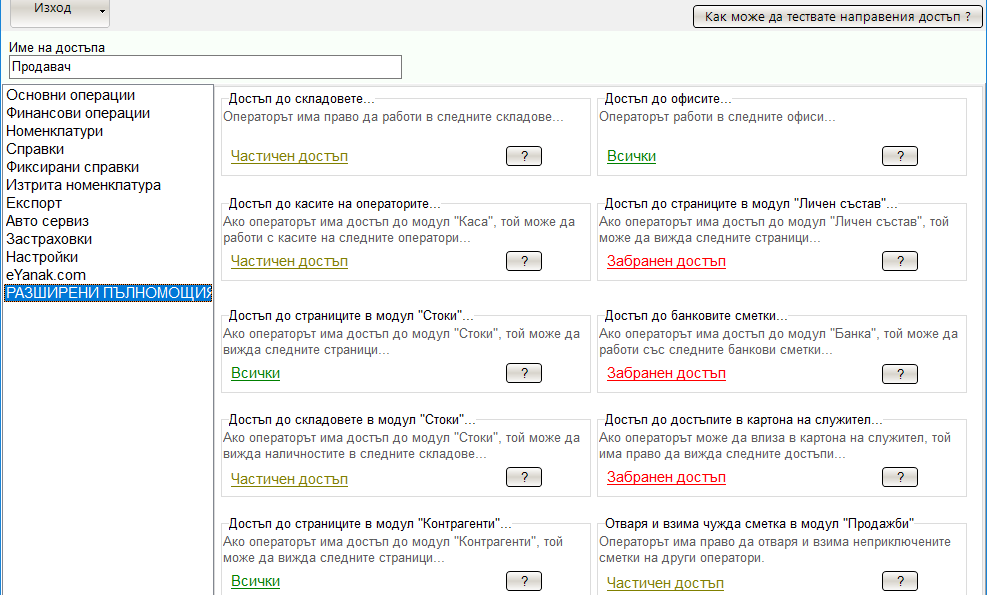 Изход
Как може да тествате направения достъп ?
Име на достъпа
Продавач
Основни операции
Финансови операции
Номенклатури
Справки
Фиксирани справки
Изтрита номенклатура
Експорт
Авто сервиз
Застраховки
Настройки
eYanak.com
РАЗШИРЕНИ ПЪЛНОМОЩИЯ
Достъп до складовете...
Операторът има право да работи в следните складове...
Частичен достъп
?
Достъп до офисите...
Операторът работи в следните офиси...
Всички
?
Достъп до касите на операторите...
Ако операторът има достъп до модул "Каса", той може да
работи с касите на следните оператори...
Частичен достъп
?
Достъп до страниците в модул "Личен състав"...
Ако операторът има достъп до модул "Личен състав", той
може да вижда следните страници...
Забранен достъп
?
Достъп до страниците в модул "Стоки"...
Ако операторът има достъп до модул "Стоки", той може да
вижда следните страници...
Всички
?
Достъп до банковите сметки...
Ако операторът има достъп до модул "Банка", той може да
работи със следните банкови сметки...
Забранен достъп
?
Достъп до складовете в модул "Стоки"...
Ако операторът има достъп до модул "Стоки", той може да
вижда наличностите в следните складове...
Частичен достъп
?
Достъп до достъпите в картона на служител...
Ако операторът може да влиза в картона на служител, той
има право да вижда следните достъпи...
Забранен достъп
?
Достъп до страниците в модул "Контрагенти"...
Ако операторът има достъп до модул "Контрагенти", той
може да вижда следните страници...
Всички
?
Отваря и взима чужда сметка в модул "Продажби"
Операторът има право да отваря и взима неприключените
сметки на други оператори.
Частичен достъп
?